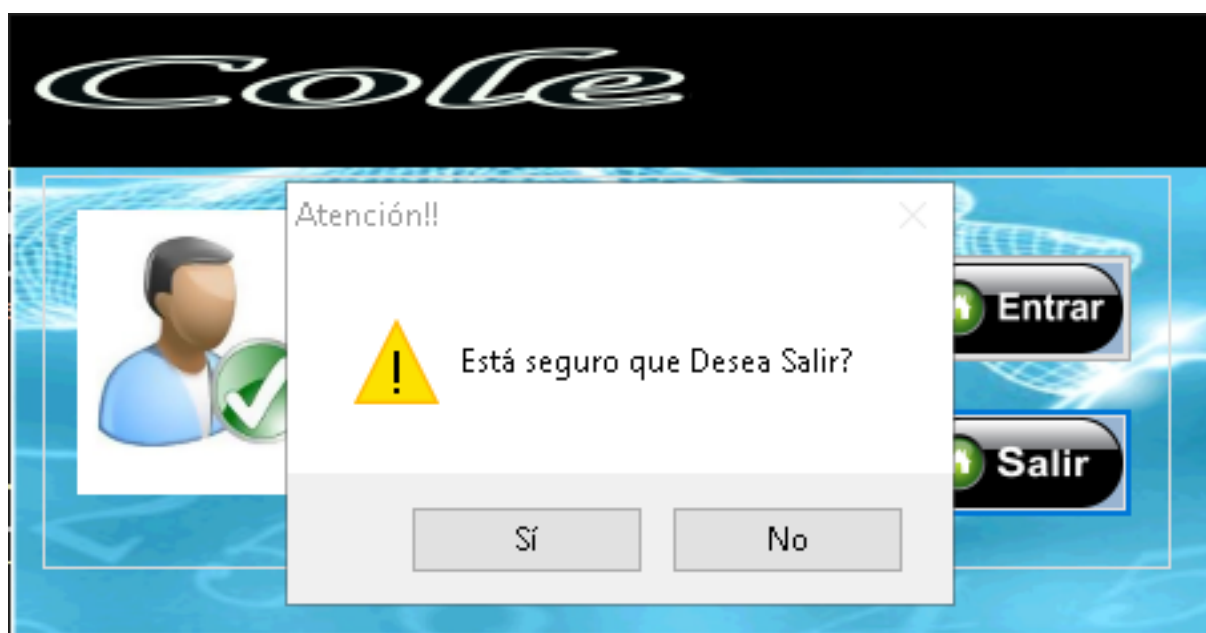 Cole
Atención!!
Entrar
Está seguro que Desea Salir?
Salir
Sí
No